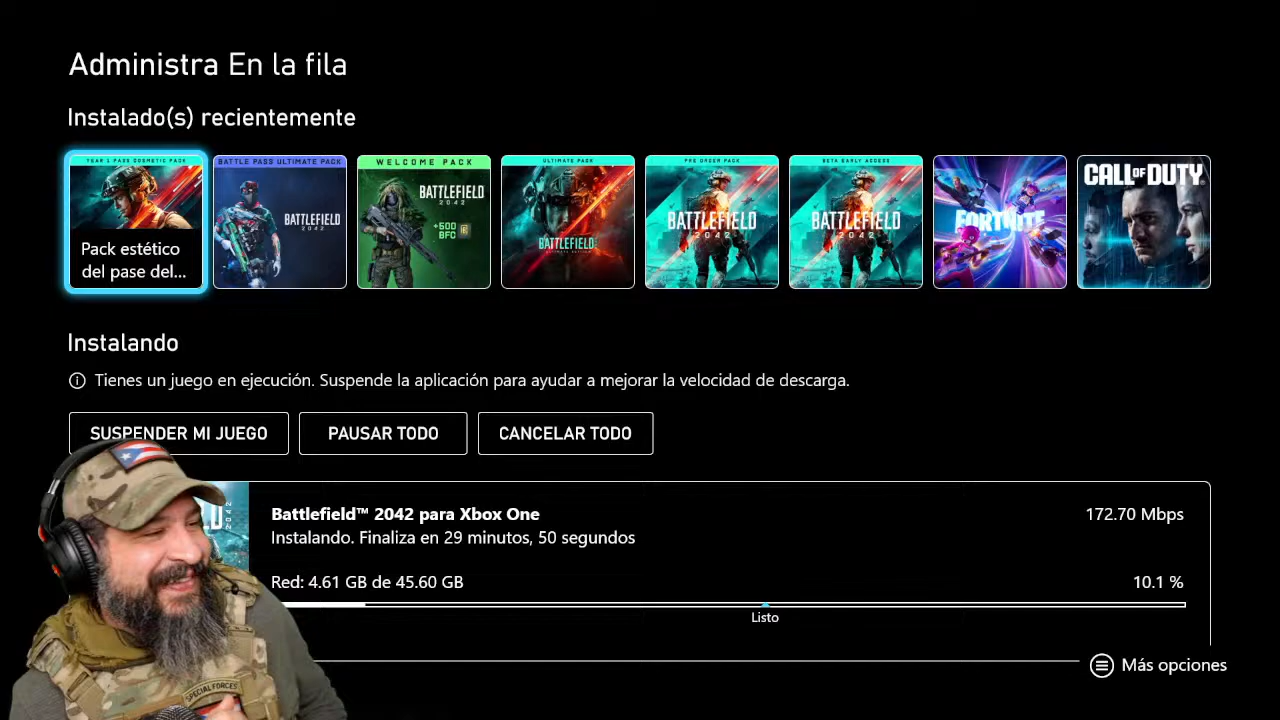 Administra En la fila
Instalado(s) recientemente
YEAR 1 PASS COSMETIC PACK
Pack estético
del pase del...
BATTLE PASS ULTIMATE PACK
BATTLEFIELD
2042
WELCOME PACK
BATTLEFIELD
2042
+500
BFC
ULTIMATE PACK
BATTLEFIELD
PRE ORDER PACK
BATTLEFIELD
2042
BETA EARLY ACCESS
BATTLEFIELD
2042
FORTNITE
CALL OF DUTY
Instalando
Tienes un juego en ejecución. Suspende la aplicación para ayudar a mejorar la velocidad de descarga.
SUSPENDER MI JUEGO
PAUSAR TODO
CANCELAR TODO
2042
Battlefield™ 2042 para Xbox One
172.70 Mbps
Instalando. Finaliza en 29 minutos, 50 segundos
Red: 4.61 GB de 45.60 GB
10.1 %
Listo
SPECIAL FORCES
Más opciones